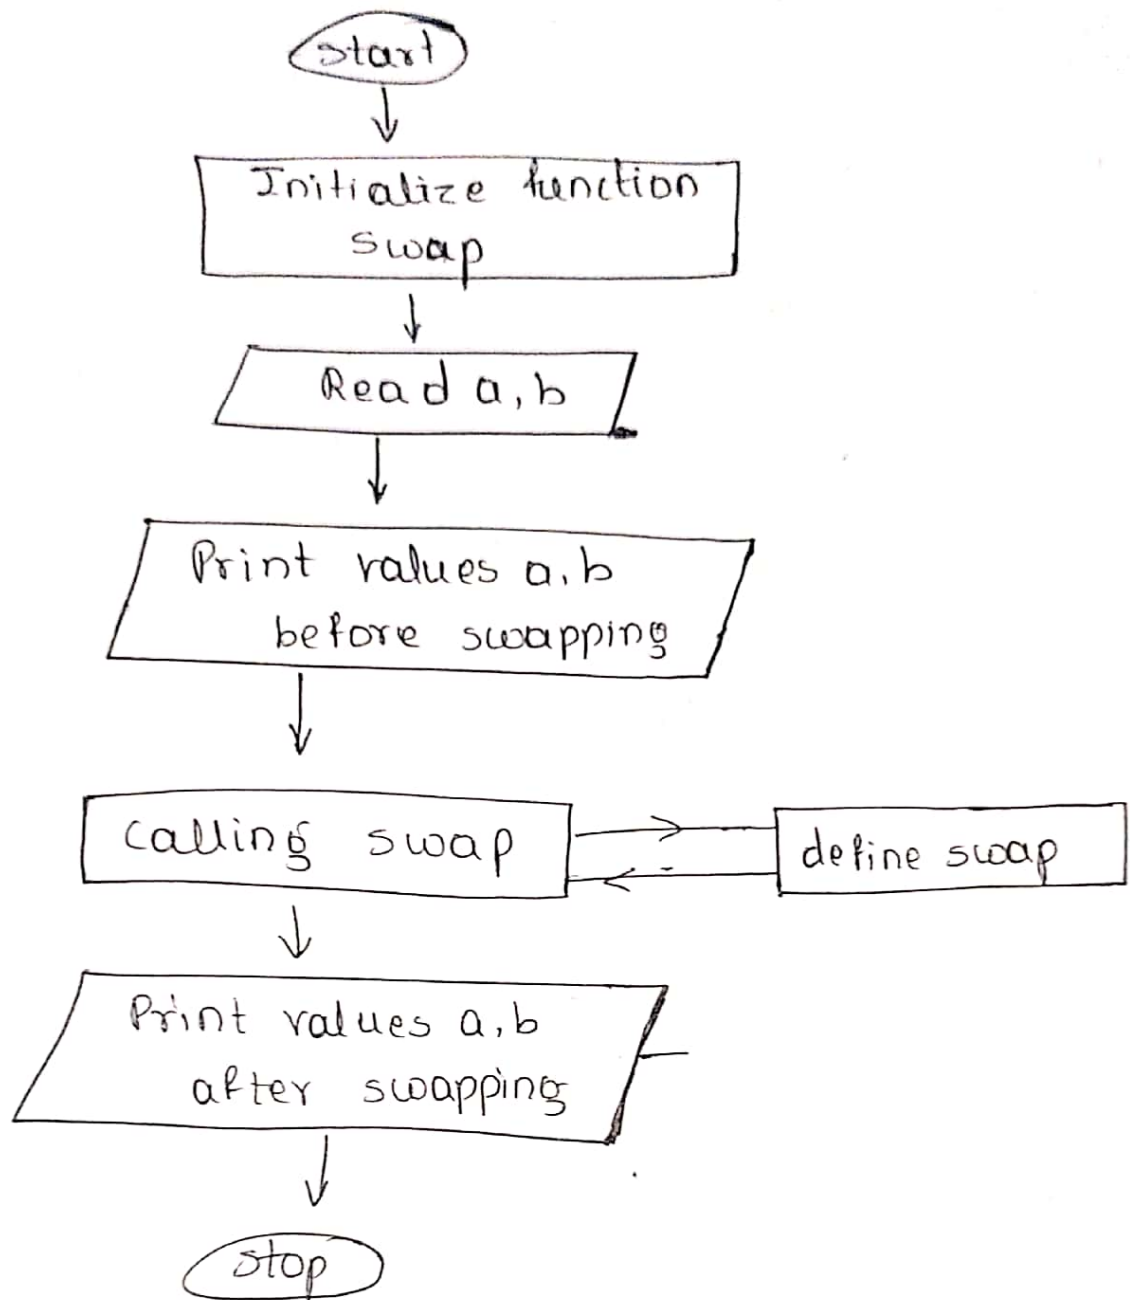 start
Initialize function
swap
Read a, b
Print values a, b
before swapping
calling swap
define swap
Print values a, b
after swapping
stop